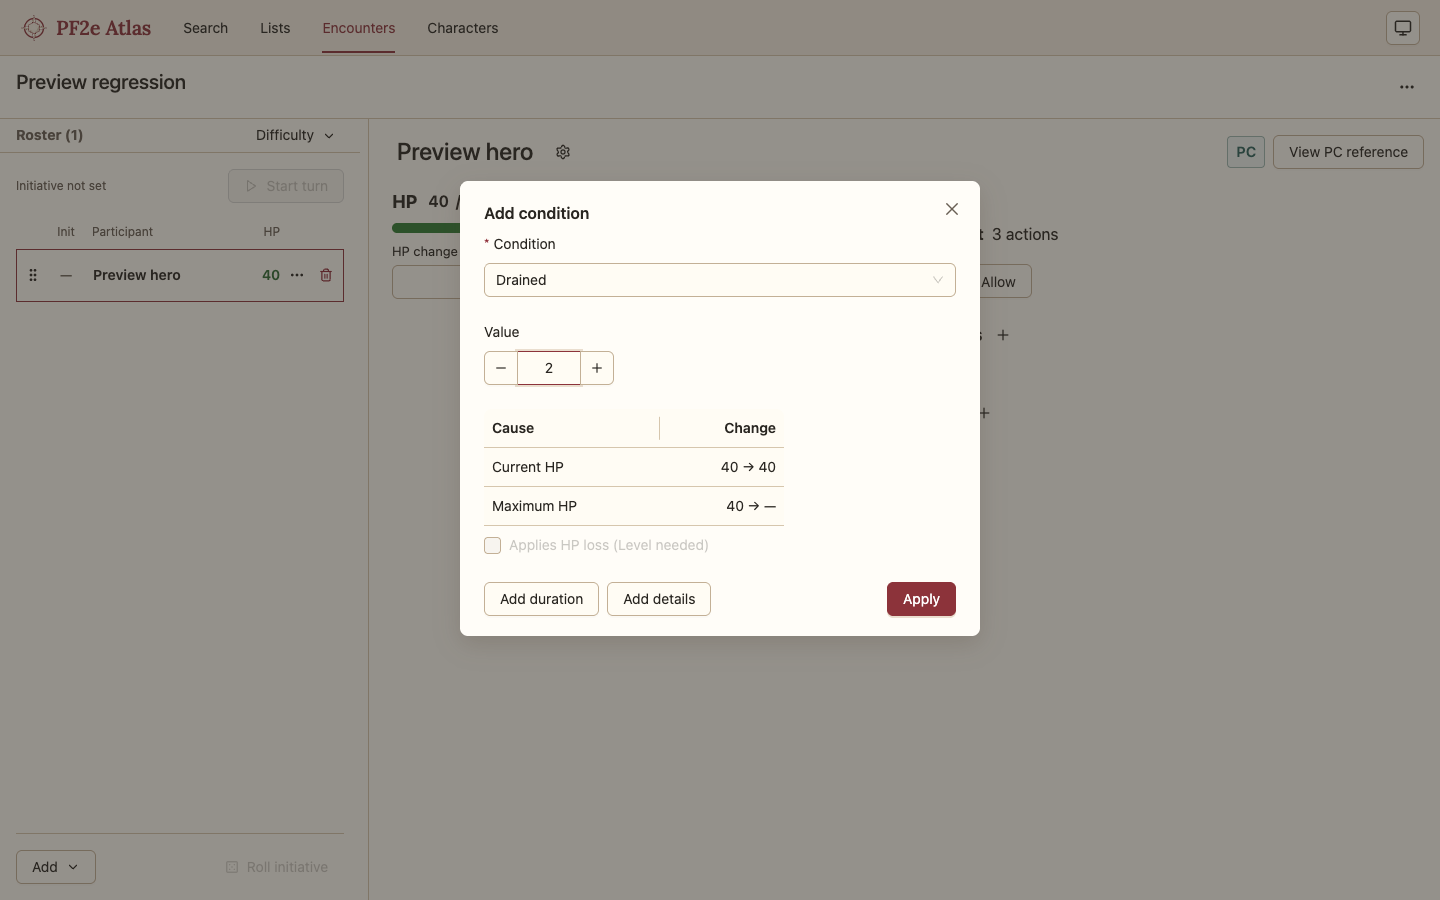 PF2e Atlas
Search
Lists
Encounters
Characters
Preview regression
Roster (1)
Difficulty
Preview hero
PC
View PC reference
Initiative not set
Start turn
HP 40 /
3 actions
Init
Participant
HP
HP change
— Preview hero 40
Allow
Add condition
* Condition
Drained
Value
2
Cause
Change
Current HP
40 → 40
Maximum HP
40 → —
Applies HP loss (Level needed)
Add duration
Add details
Apply
Add
Roll initiative